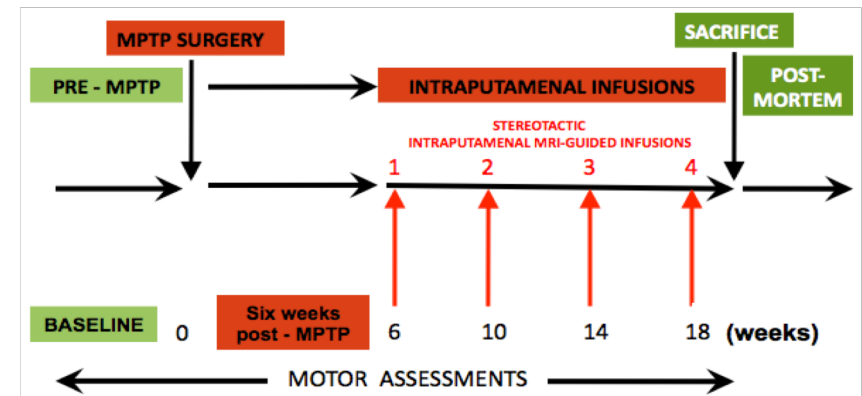 MPTP SURGERY
SACRIFICE
PRE - MPTP
INTRAPUTAMENAL INFUSIONS
POST-
MORTEM
STEREOTACTIC
INTRAPUTAMENAL MRI-GUIDED INFUSIONS
1 2 3 4
BASELINE 0 Six weeks
post - MPTP 6 10 14 18 (weeks)
MOTOR ASSESSMENTS